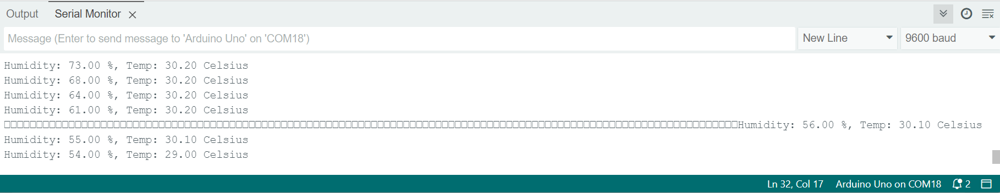 Output Serial Monitor
Message (Enter to send message to 'Arduino Uno' on 'COM18') New Line 9600 baud
Humidity: 73.00 %, Temp: 30.20 Celsius
Humidity: 68.00 %, Temp: 30.20 Celsius
Humidity: 64.00 %, Temp: 30.20 Celsius
Humidity: 61.00 %, Temp: 30.20 Celsius
Humidity: 56.00 %, Temp: 30.10 Celsius
Humidity: 55.00 %, Temp: 30.10 Celsius
Humidity: 54.00 %, Temp: 29.00 Celsius
Ln 32, Col 17 Arduino Uno on COM18 2